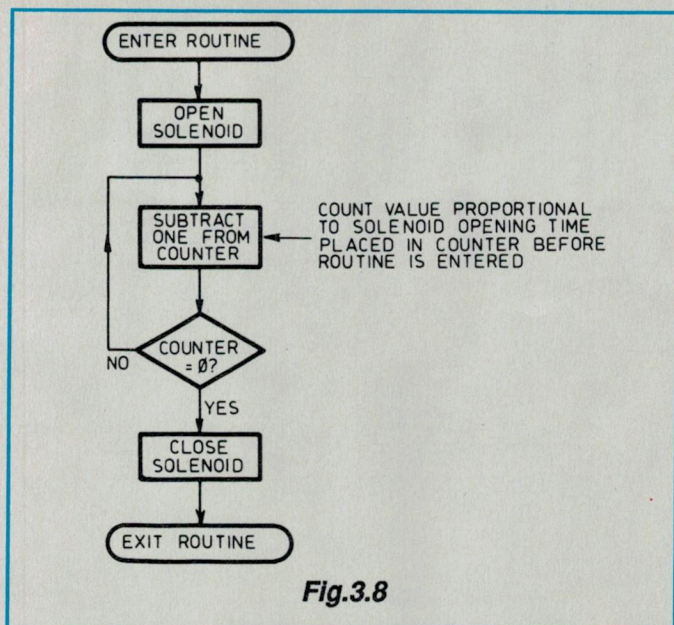 ENTER ROUTINE
OPEN
SOLENOID
SUBTRACT
ONE FROM
COUNTER
COUNT VALUE PROPORTIONAL
TO SOLENOID OPENING TIME
PLACED IN COUNTER BEFORE
ROUTINE IS ENTERED
COUNTER
= Ø?
NO
YES
CLOSE
SOLENOID
EXIT ROUTINE
Fig.3.8